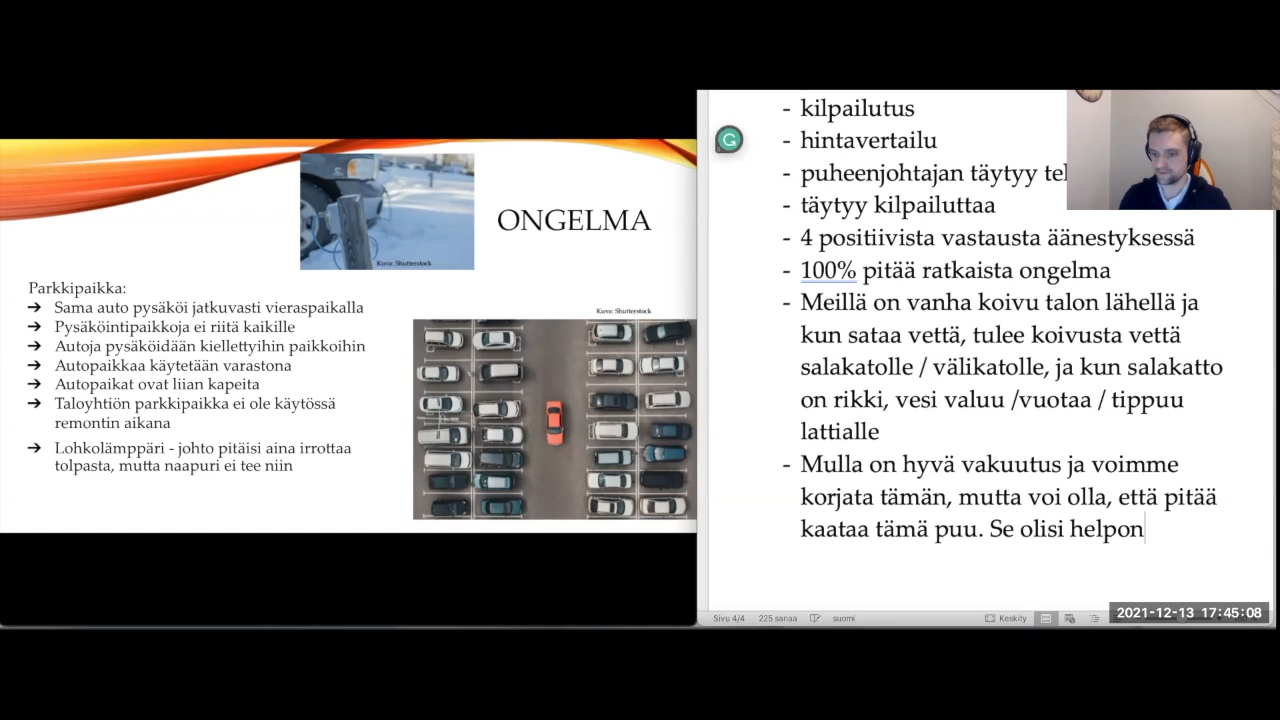 Kuva: Shutterstock
ONGELMA
Parkkipaikka:
➔ Sama auto pysäköi jatkuvasti vieraspaikalla
➔ Pysäköintipaikkoja ei riitä kaikille
➔ Autoja pysäköidään kiellettyihin paikkoihin
➔ Autopaikkaa käytetään varastona
➔ Autopaikat ovat liian kapeita
➔ Taloyhtiön parkkipaikka ei ole käytössä
remontin aikana
➔ Lohkolämppäri - johto pitäisi aina irrottaa
tolpasta, mutta naapuri ei tee niin
Kuva: Shutterstock
- kilpailutus
- hintavertailu
- puheenjohtajan täytyy
- täytyy kilpailuttaa
- 4 positiivista vastausta äänestyksessä
- 100% pitää ratkaista ongelma
- Meillä on vanha koivu talon lähellä ja
kun sataa vettä, tulee koivusta vettä
salakatolle / välikatolle, ja kun salakatto
on rikki, vesi valuu /vuotaa / tippuu
lattialle
- Mulla on hyvä vakuutus ja voimme
korjata tämän, mutta voi olla, että pitää
kaataa tämä puu. Se olisi helpon
Sivu 4/4 225 sanaa suomi Keskity
2021-12-13 17:45:08